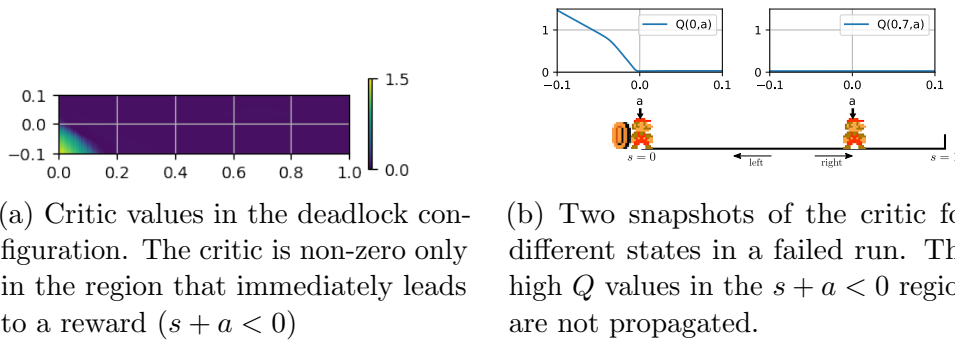 0.1
0.0
−0.1
0.0 0.2 0.4 0.6 0.8 1.0
1.5
0.0
1
0
Q(0,a)
−0.1 0.0 0.1
a
1
0
Q(0.7,a)
−0.1 0.0 0.1
a
s = 0
left
right
s =
(a) Critic values in the deadlock con-
figuration. The critic is non-zero only
in the region that immediately leads
to a reward (s + a < 0)
(b) Two snapshots of the critic fo
different states in a failed run. Th
high Q values in the s + a < 0 regio
are not propagated.